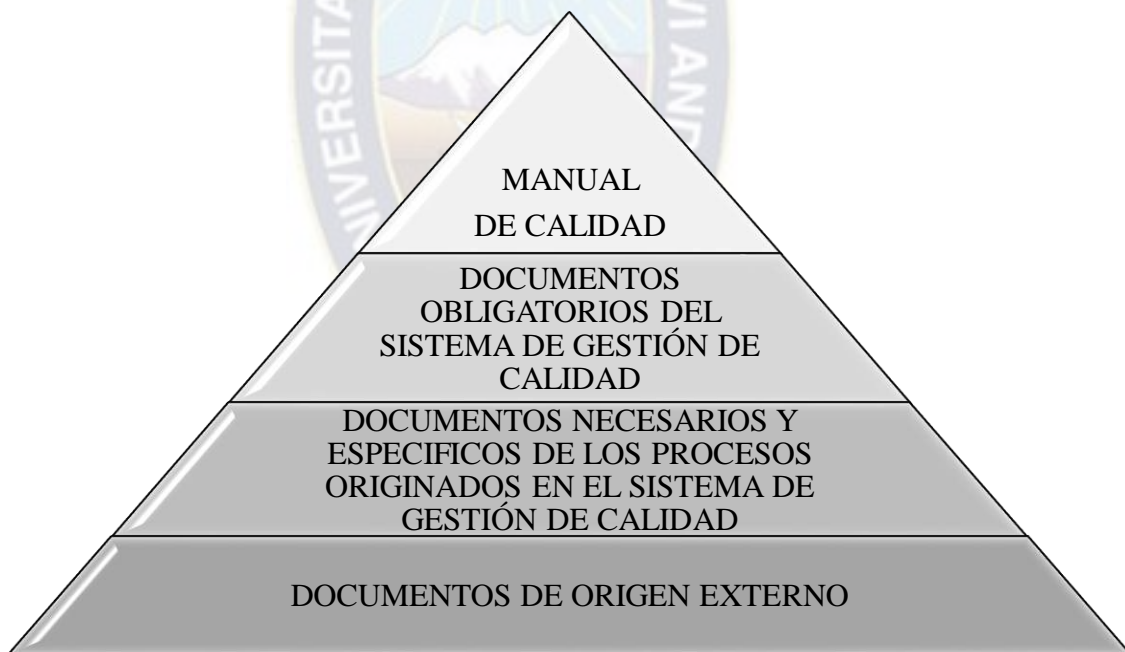 MANUAL
DE CALIDAD
DOCUMENTOS
OBLIGATORIOS DEL
SISTEMA DE GESTIÓN DE
CALIDAD
DOCUMENTOS NECESARIOS Y
ESPECIFICOS DE LOS PROCESOS
ORIGINADOS EN EL SISTEMA DE
GESTIÓN DE CALIDAD
DOCUMENTOS DE ORIGEN EXTERNO